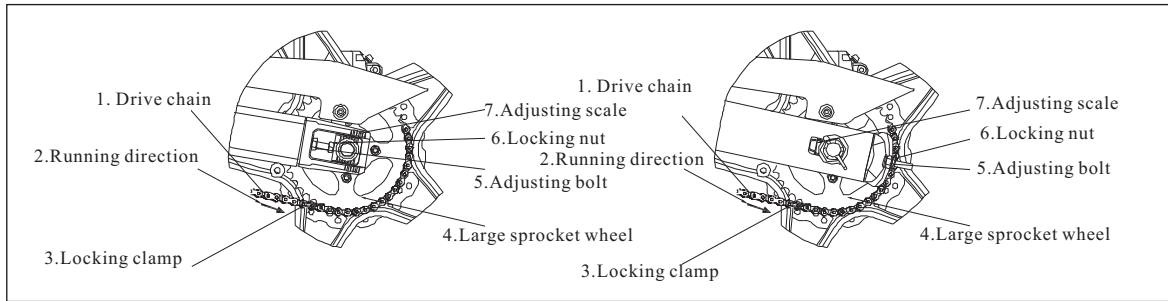 1. Drive chain
2.Running direction
3.Locking clamp
7.Adjusting scale
6.Locking nut
5.Adjusting bolt
4.Large sprocket wheel
1. Drive chain
2.Running direction
3.Locking clamp
7.Adjusting scale
6.Locking nut
5.Adjusting bolt
4.Large sprocket wheel